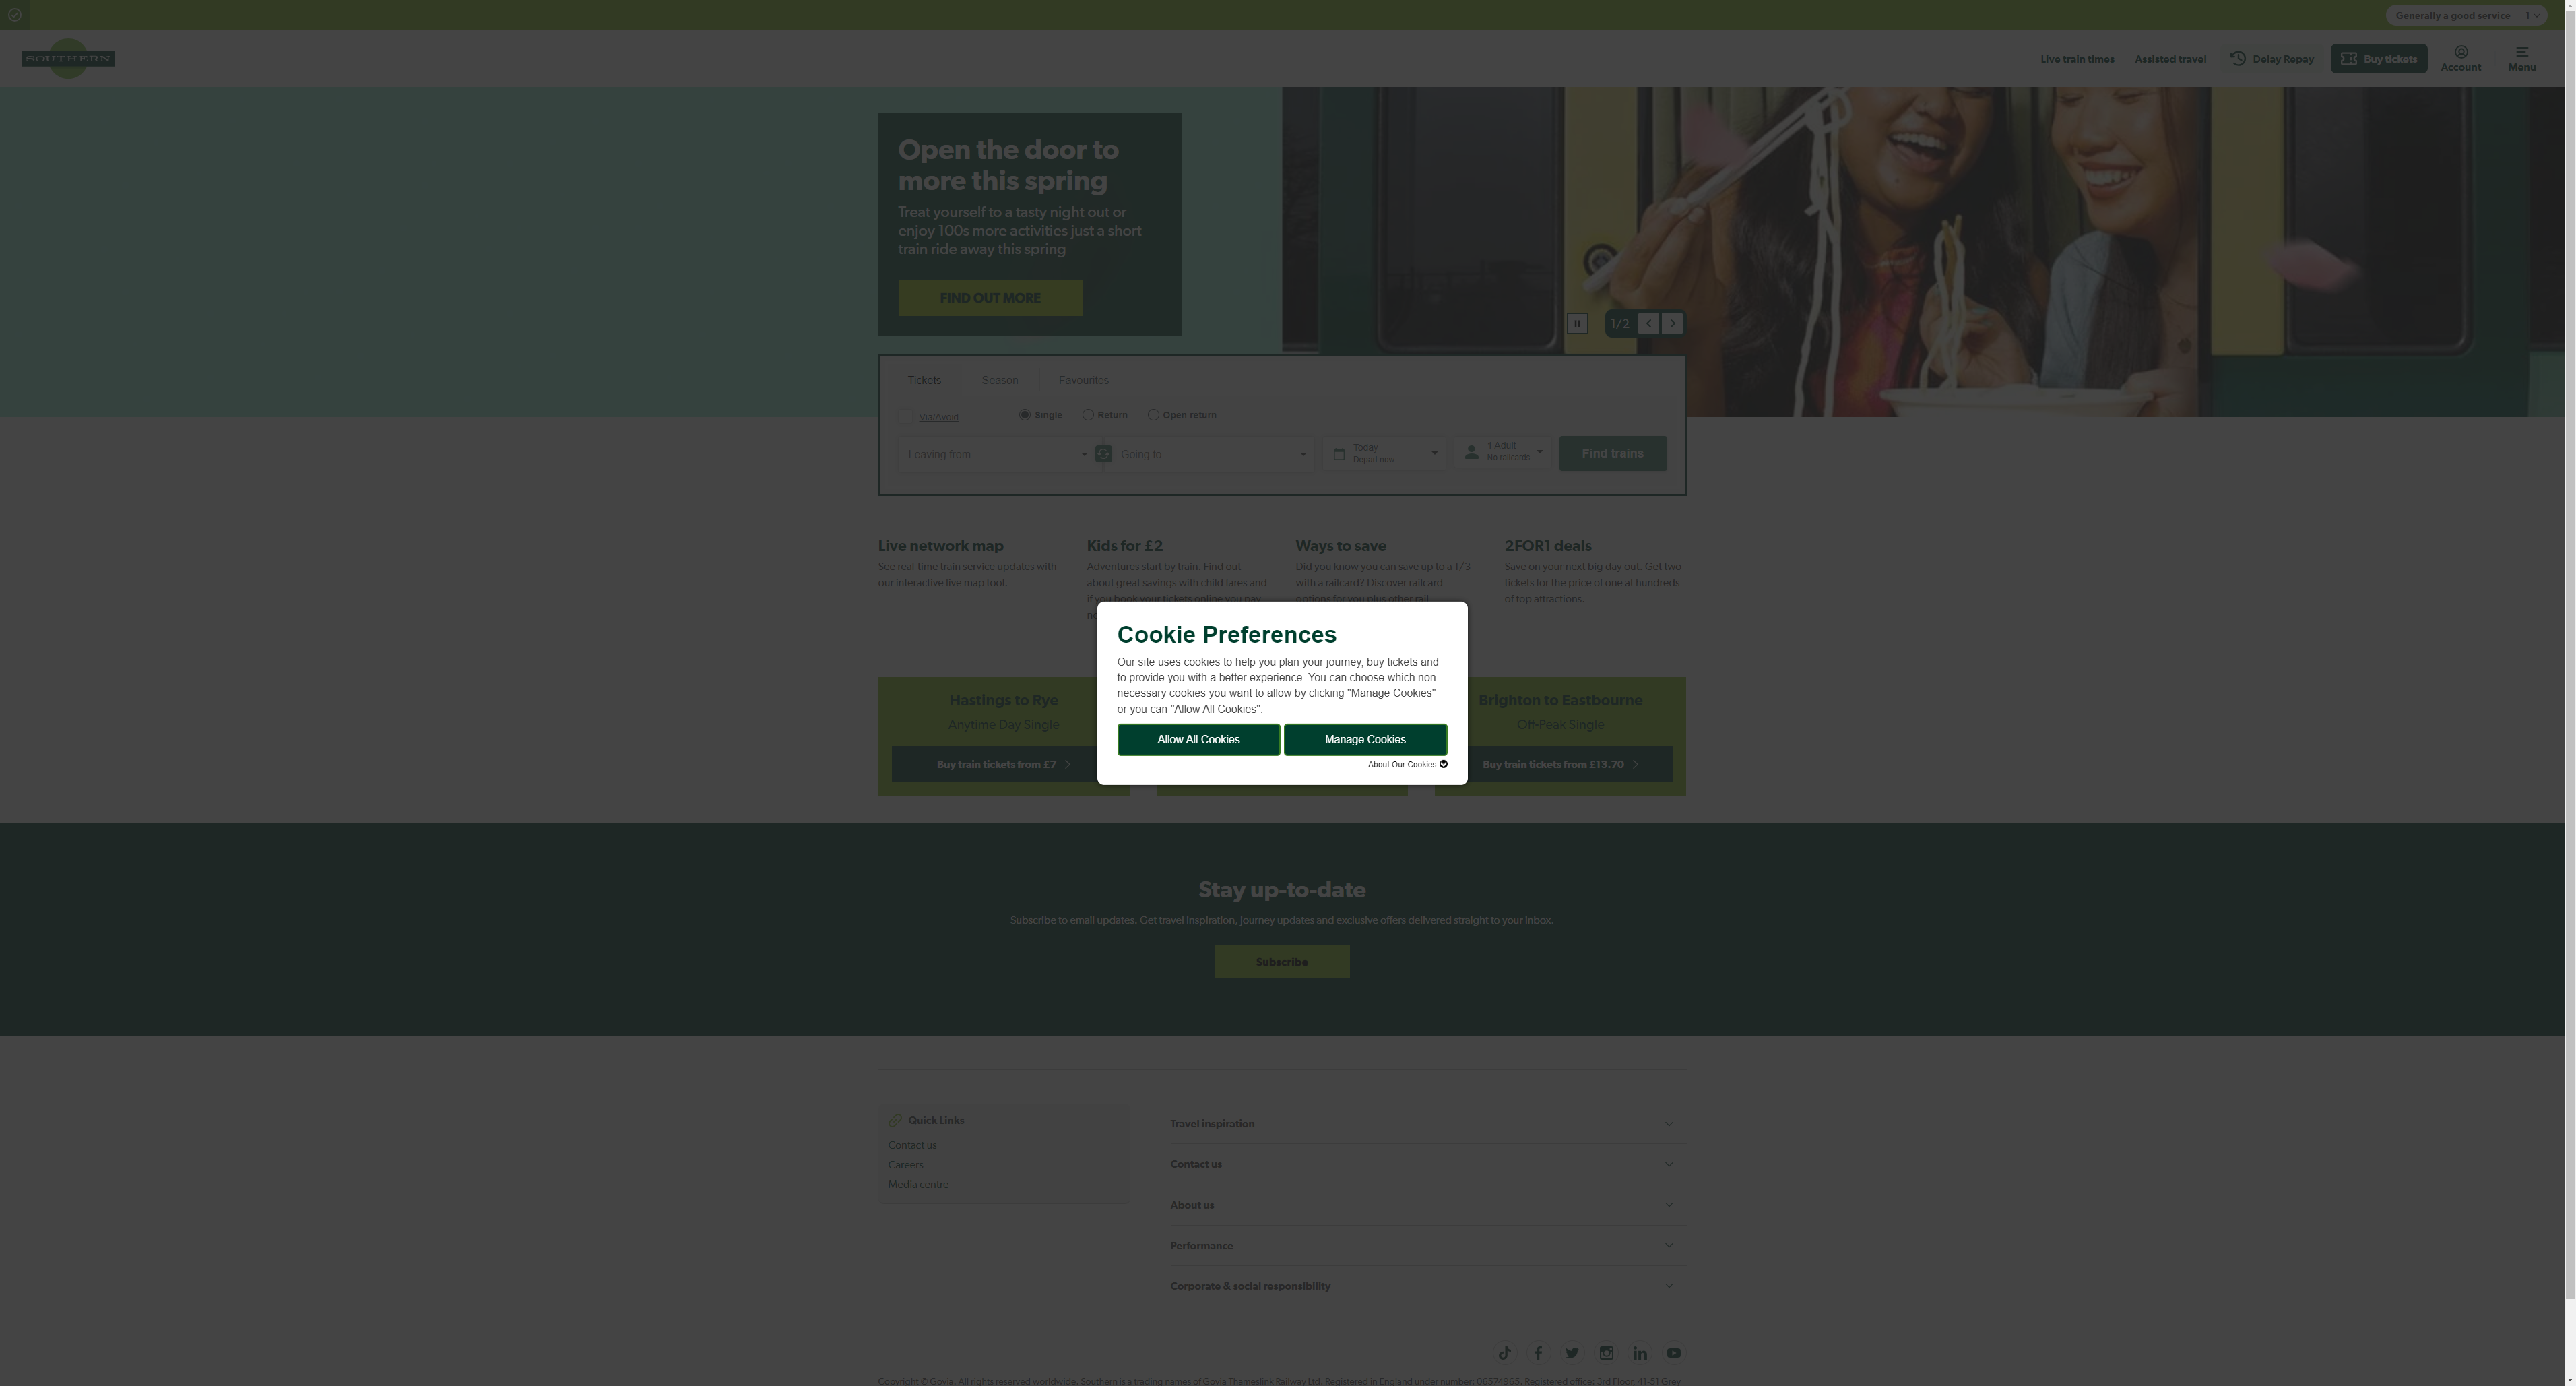 Generally a good service 1
SOUTHERN
Live train times
Assisted travel
Delay Repay
Buy tickets
Account
Menu
Open the door to
more this spring
Treat yourself to a tasty night out or
enjoy 100s more activities just a short
train ride away this spring
FIND OUT MORE
1/2
Tickets
Season
Favourites
Via/Avoid
Single
Return
Open return
Leaving from
Going to
Today
Depart now
1 Adult
No railcards
Find trains
Live network map
See real-time train service updates with
our interactive live map tool.
Kids for £2
Adventures start by train. Find out
about great savings with child fares and
if you book your tickets online you pay
Ways to save
Did you know you can save up to a 1/3
with a railcard? Discover railcard
options for you plus other rail
2FOR1 deals
Save on your next big day out. Get two
tickets for the price of one at hundreds
of top attractions.
Cookie Preferences
Our site uses cookies to help you plan your journey, buy tickets and
to provide you with a better experience. You can choose which non-
necessary cookies you want to allow by clicking "Manage Cookies"
or you can "Allow All Cookies".
Allow All Cookies
Manage Cookies
About Our Cookies
Hastings to Rye
Anytime Day Single
Buy train tickets from £7
Brighton to Eastbourne
Off-Peak Single
Buy train tickets from £13.70
Stay up-to-date
Subscribe to email updates. Get travel inspiration, journey updates and exclusive offers delivered straight to your inbox.
Subscribe
Quick Links
Contact us
Careers
Media centre
Travel inspiration
Contact us
About us
Performance
Corporate & social responsibility
Copyright © Govia. All rights reserved worldwide. Southern is a trading names of Govia Thameslink Railway Ltd. Registered in England under number: 06574965. Registered office: 3rd Floor, 41-51 Grey